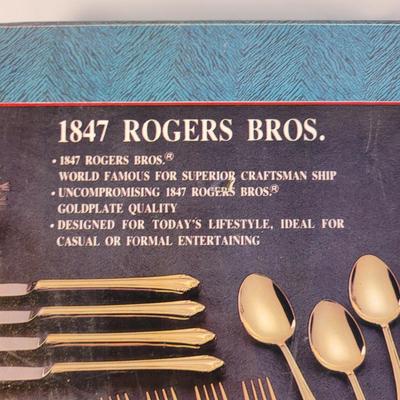 1847 ROGERS BROS.
• 1847 ROGERS BROS.®
WORLD FAMOUS FOR SUPERIOR CRAFTSMAN SHIP
• UNCOMPROMISING 1847 ROGERS BROS.®
GOLDPLATE QUALITY
• DESIGNED FOR TODAY'S LIFESTYLE, IDEAL FOR
CASUAL OR FORMAL ENTERTAINING